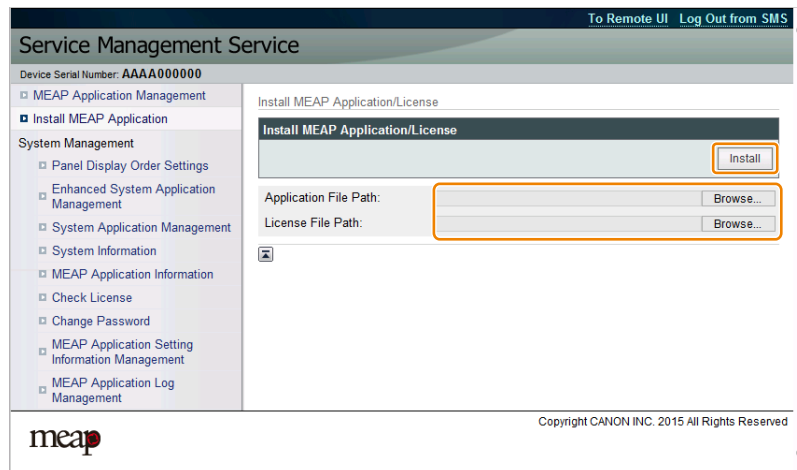 To Remote UI Log Out from SMS
Service Management Service
Device Serial Number: AAAA000000
MEAP Application Management
Install MEAP Application
System Management
Panel Display Order Settings
Enhanced System Application
Management
System Application Management
System Information
MEAP Application Information
Check License
Change Password
MEAP Application Setting
Information Management
MEAP Application Log
Management
Install MEAP Application/License
Install MEAP Application/License
Install
Application File Path:
Browse...
License File Path:
Browse...
Copyright CANON INC. 2015 All Rights Reserved
meap